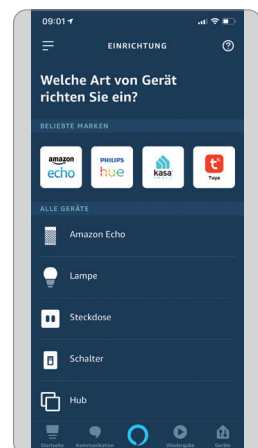 09:01
EINRICHTUNG
Welche Art von Gerät
richten Sie ein?
BELIEBTE MARKEN
amazon
echo
PHILIPS
hue
kasa
Tuya
ALLE GERÄTE
Amazon Echo
Lampe
Steckdose
Schalter
Hub
Startseite Kommunikation Wiedergabe Geräte